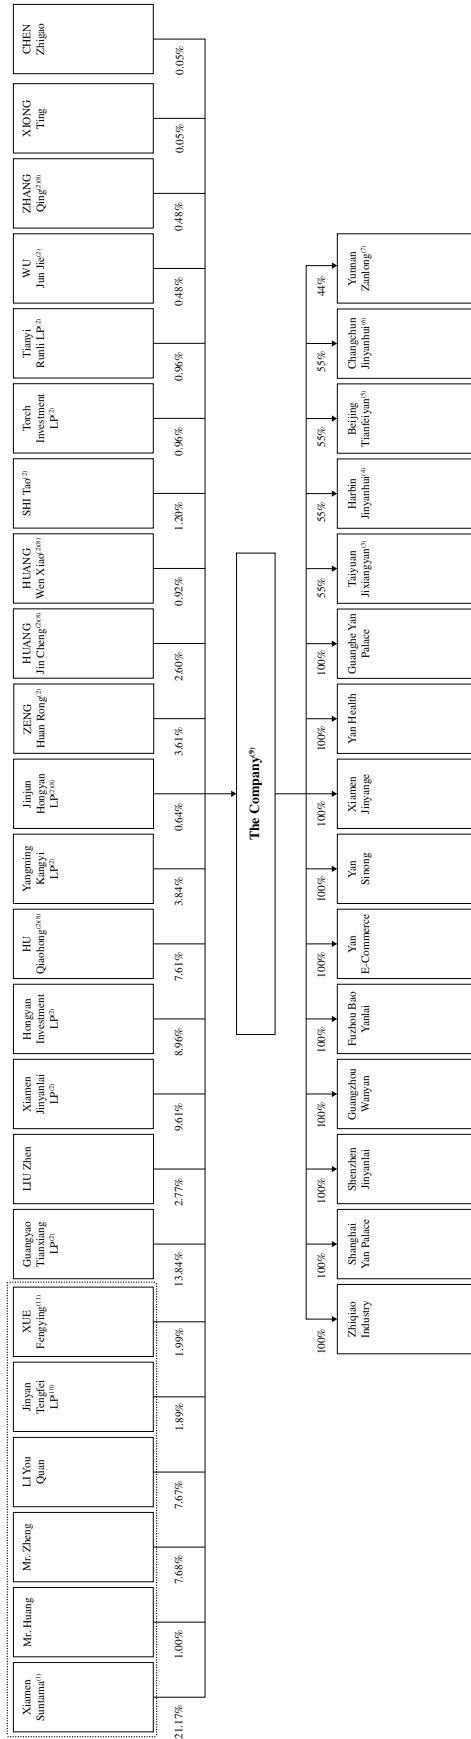 Xiamen
Suntama(1)
Mr. Huang
Mr. Zheng
LI You
Quan
Jinyan
Tengfei
LP(10)
XUE
Fengying(11)
Guangyao
Tianxiang
LP(2)
LIU Zhen
Xiamen
Jinyanlai
LP(2)
Hongyan
Investment
LP(2)
HU
Qiaohong(2)(8)
Yangming
Kangyi
LP(2)
Jinjun
Hongyan
LP(2)(8)
ZENG
Huan Rong(2)
HUANG
Jin Cheng(2)(8)
HUANG
Wen Xiao(2)(8)
SHI Tao(2)
Torch
Investment
LP(2)
Tianyi
Runli LP(2)
WU
Jun Jie(2)
ZHANG
Qing(2)(8)
XIONG
Ting
CHEN
Zhigao
21.17%
1.00%
7.68%
7.67%
1.89%
1.99%
13.84%
2.77%
9.61%
8.96%
7.61%
3.84%
0.64%
3.61%
2.60%
0.92%
1.20%
0.96%
0.96%
0.48%
0.48%
0.05%
0.05%
The Company(9)
100%
100%
100%
100%
100%
100%
100%
100%
100%
100%
55%
55%
55%
55%
44%
Zhiqiao
Industry
Shanghai
Yan Palace
Shenzhen
Jinyanlai
Guangzhou
Wanyan
Fuzhou Bao
Yanlai
Yan
E-Commerce
Yan
Sinong
Xiamen
Jinyange
Yan Health
Guanghe Yan
Palace
Taiyuan
Jixiangyan(3)
Harbin
Jinyanhui(4)
Beijing
Tianfeiyan(5)
Changchun
Jinyanhui(6)
Yunnan
Zanlong(7)